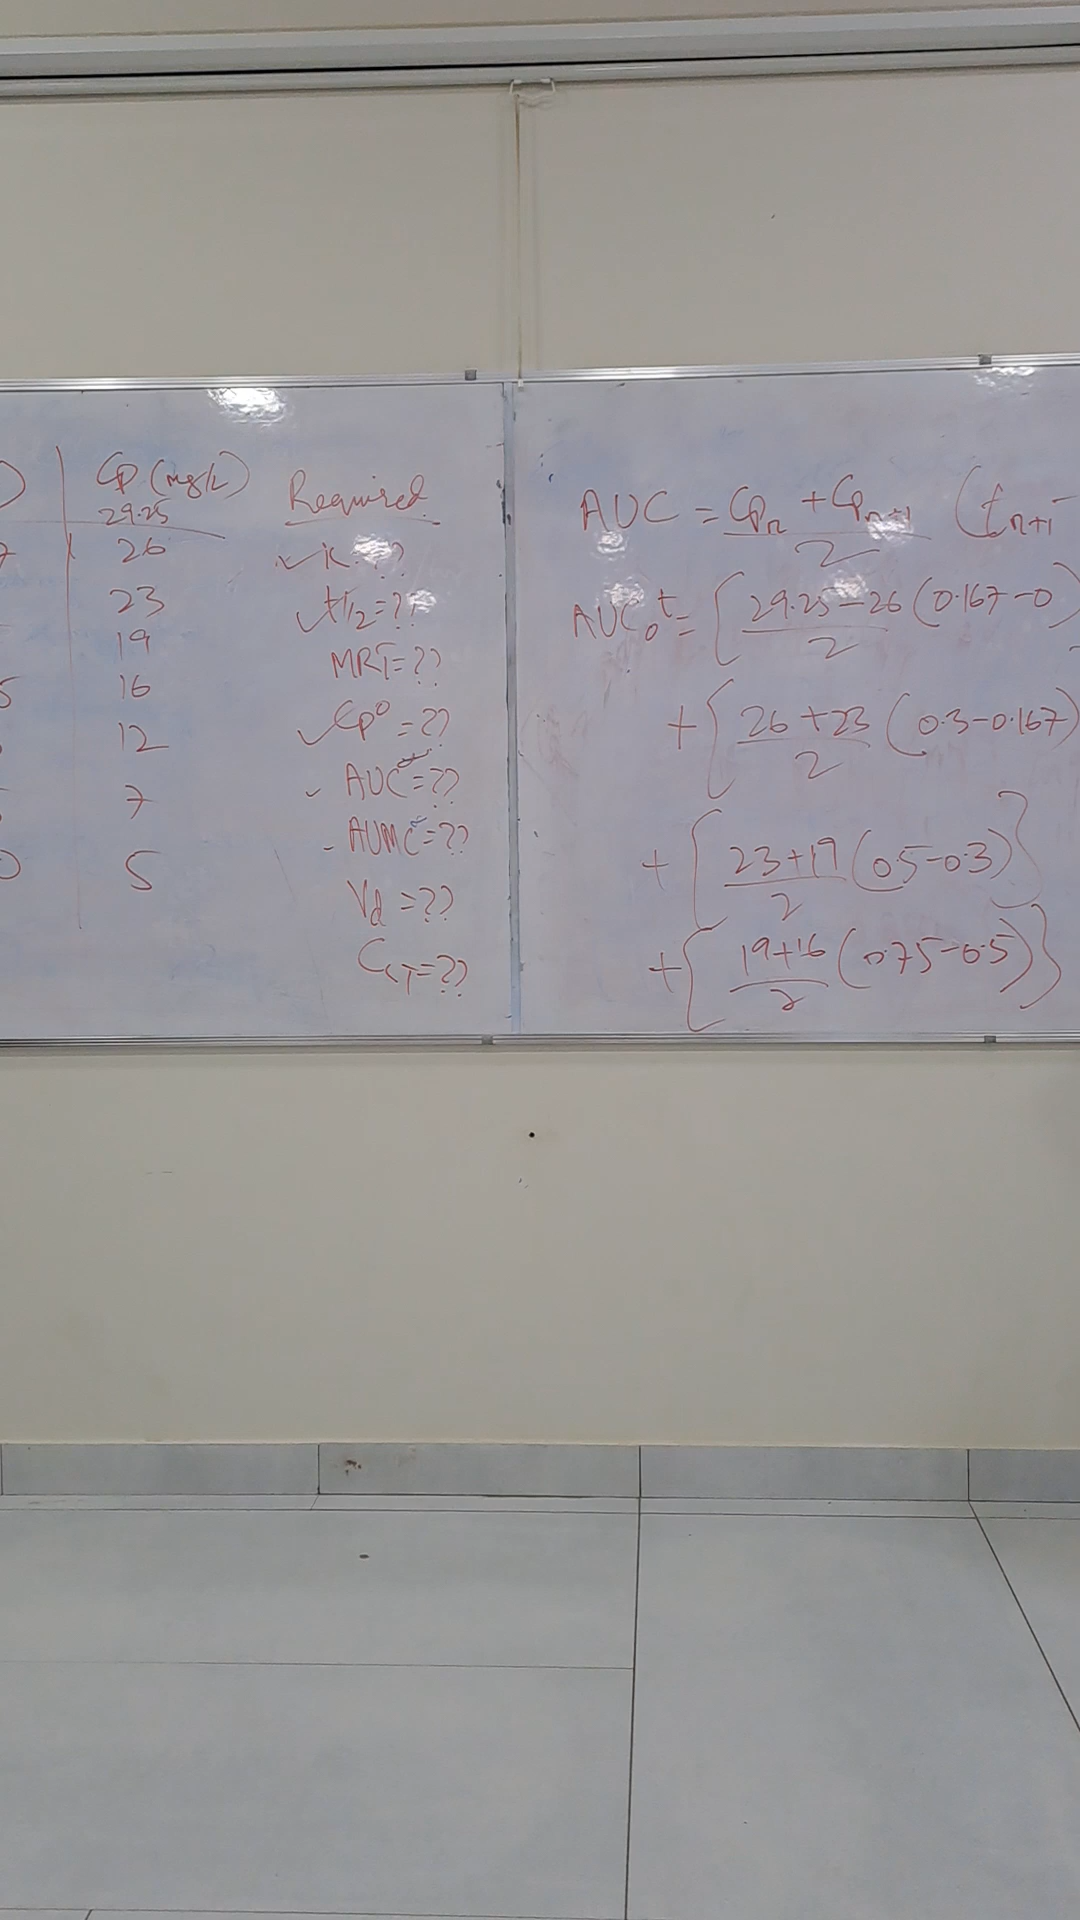 Cp (mg/L)
29.25
26
23
19
16
12
7
5
Required
✓ K = ??
✓ t1/2 = ??
MRT = ??
✓ Cp° = ??
✓ AUC = ??
- AUMC = ??
Vd = ??
CLT = ??
AUC = Cpn + Cpn+1 / 2 (tn+1 -
AUC0t = { 29.25-26 / 2 (0.167-0)
+ { 26+23 / 2 (0.3-0.167)
+ { 23+19 / 2 (0.5-0.3) }
+ { 19+16 / 2 (0.75-0.5) }